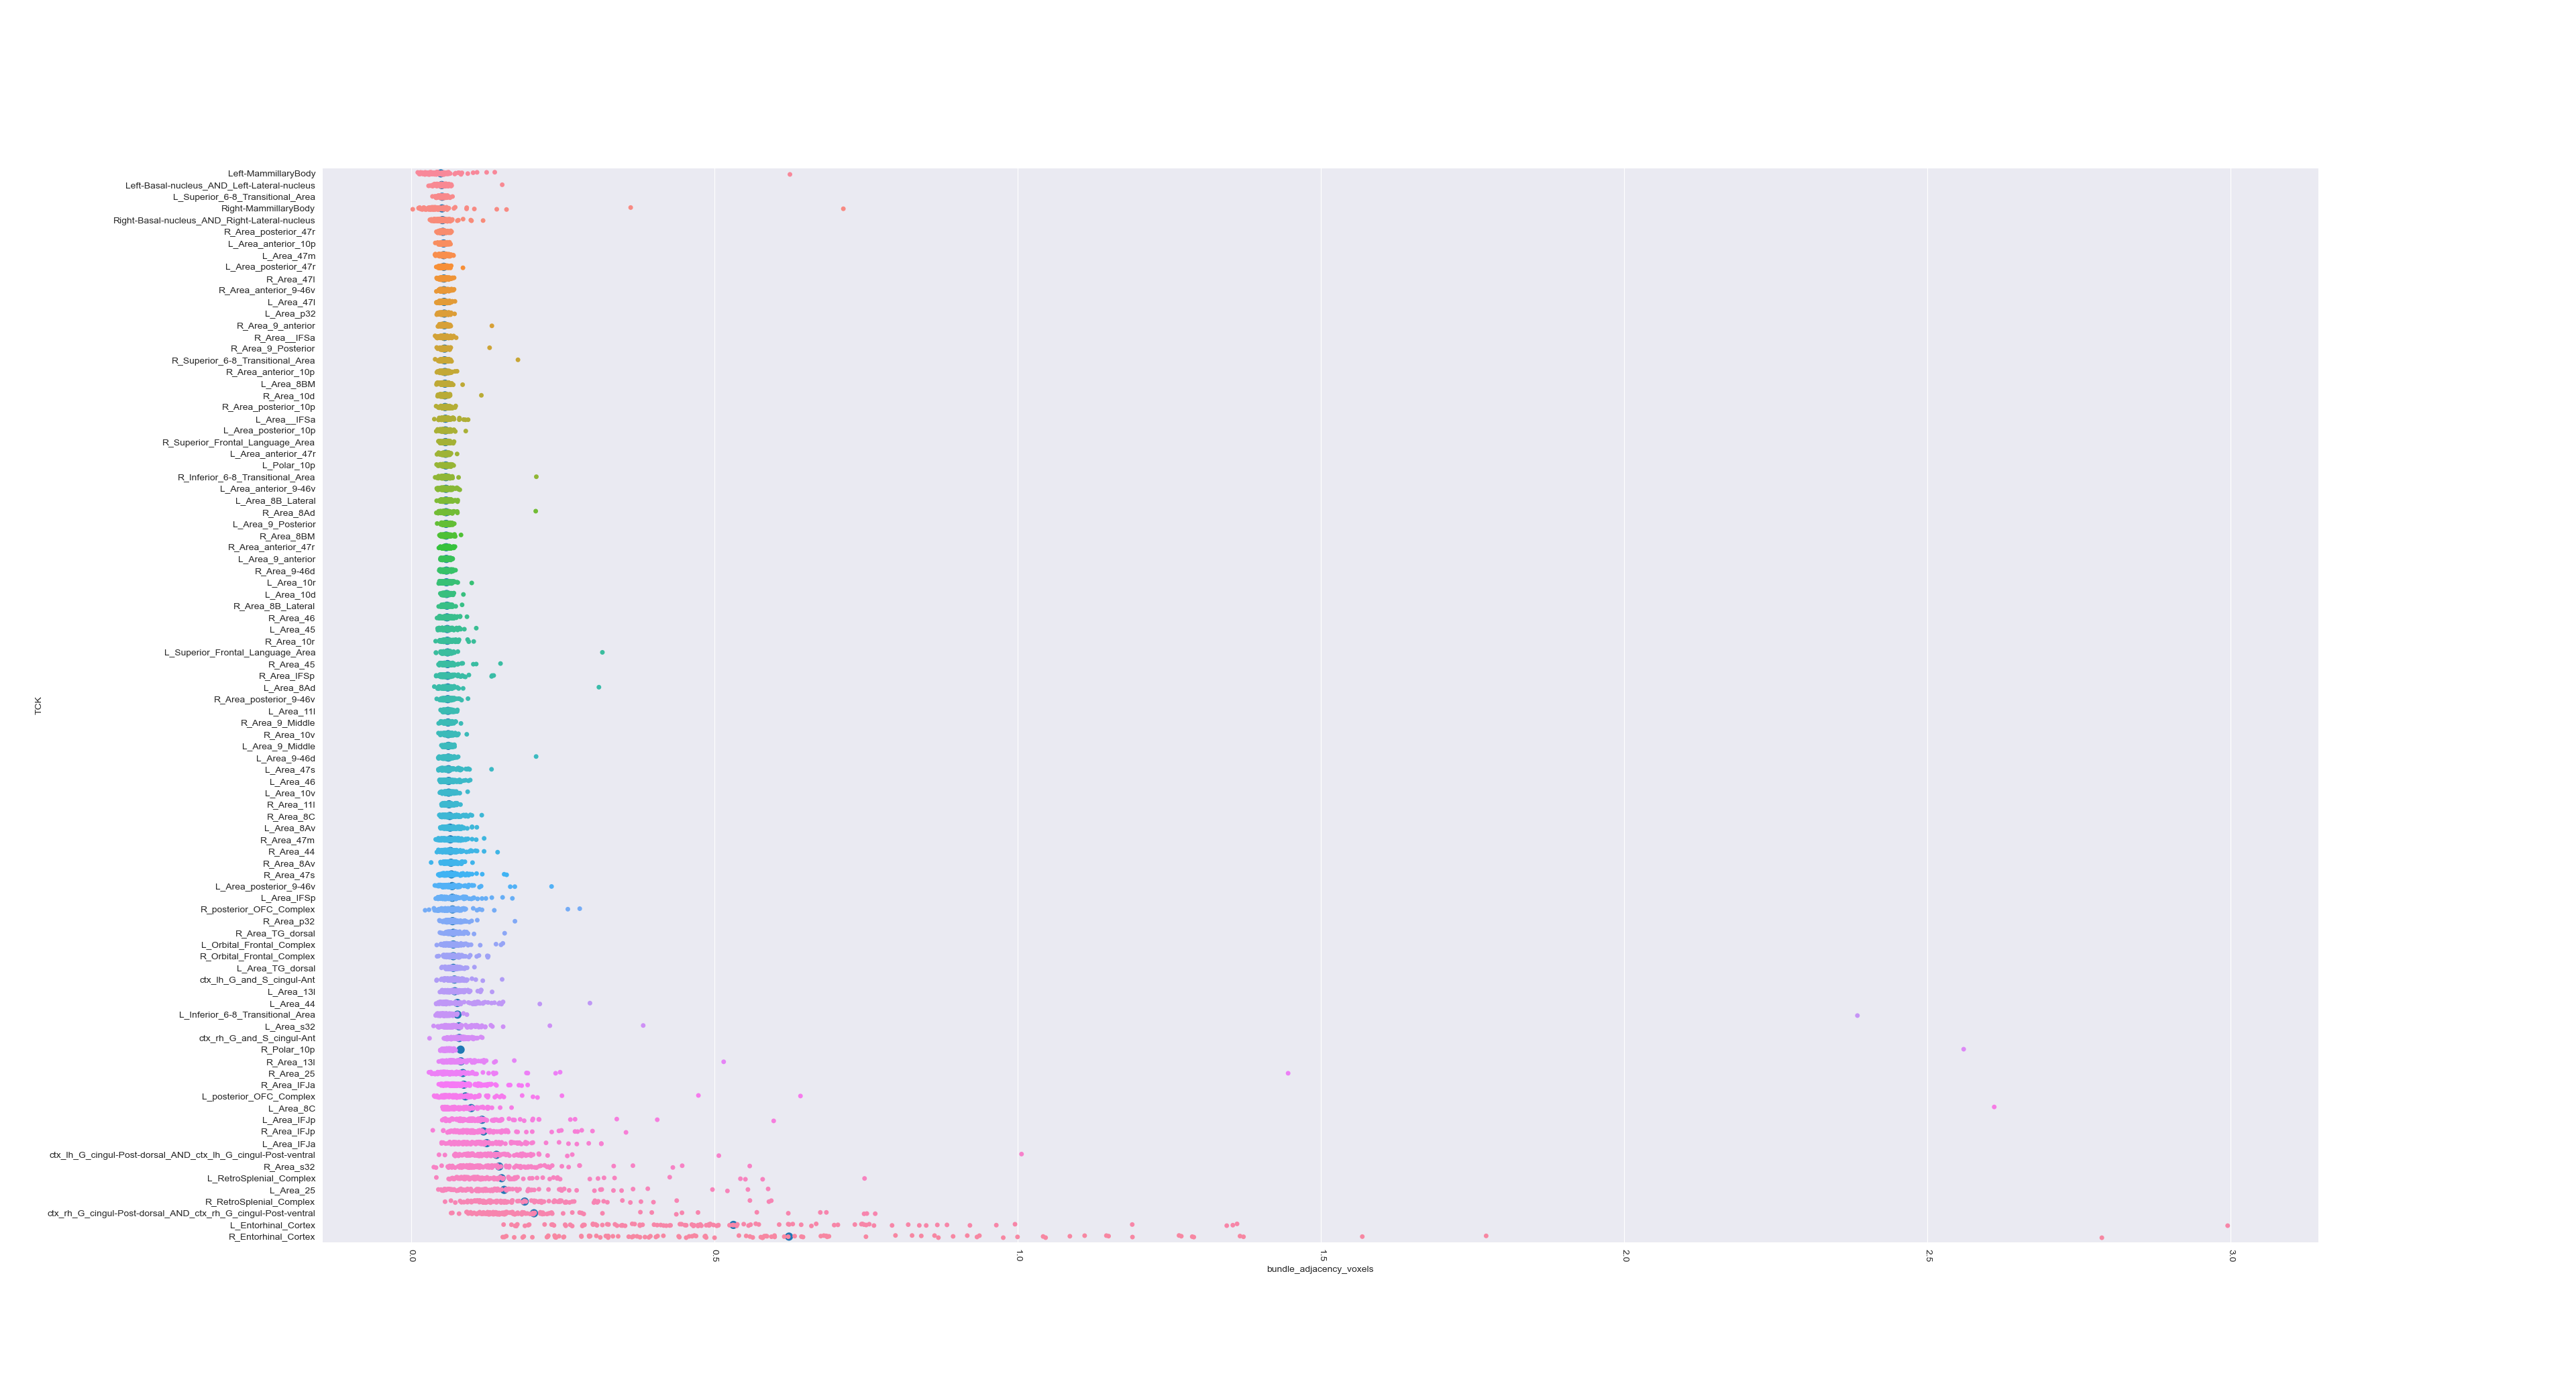 Left-MammillaryBody
Left-Basal-nucleus_AND_Left-Lateral-nucleus
L_Superior_6-8_Transitional_Area
Right-MammillaryBody
Right-Basal-nucleus_AND_Right-Lateral-nucleus
R_Area_posterior_47r
L_Area_anterior_10p
L_Area_47m
L_Area_posterior_47r
R_Area_47l
R_Area_anterior_9-46v
L_Area_47l
L_Area_p32
R_Area_9_anterior
R_Area__IFSa
R_Area_9_Posterior
R_Superior_6-8_Transitional_Area
R_Area_anterior_10p
L_Area_8BM
R_Area_10d
R_Area_posterior_10p
L_Area__IFSa
L_Area_posterior_10p
R_Superior_Frontal_Language_Area
L_Area_anterior_47r
L_Polar_10p
R_Inferior_6-8_Transitional_Area
L_Area_anterior_9-46v
L_Area_8B_Lateral
R_Area_8Ad
L_Area_9_Posterior
R_Area_8BM
R_Area_anterior_47r
L_Area_9_anterior
R_Area_9-46d
L_Area_10r
L_Area_10d
R_Area_8B_Lateral
R_Area_46
L_Area_45
R_Area_10r
L_Superior_Frontal_Language_Area
R_Area_45
R_Area_IFSp
L_Area_8Ad
R_Area_posterior_9-46v
L_Area_11l
R_Area_9_Middle
R_Area_10v
L_Area_9_Middle
L_Area_9-46d
L_Area_47s
L_Area_46
L_Area_10v
R_Area_11l
R_Area_8C
L_Area_8Av
R_Area_47m
R_Area_44
R_Area_8Av
R_Area_47s
L_Area_posterior_9-46v
L_Area_IFSp
R_posterior_OFC_Complex
R_Area_p32
R_Area_TG_dorsal
L_Orbital_Frontal_Complex
R_Orbital_Frontal_Complex
L_Area_TG_dorsal
ctx_lh_G_and_S_cingul-Ant
L_Area_13l
L_Area_44
L_Inferior_6-8_Transitional_Area
L_Area_s32
ctx_rh_G_and_S_cingul-Ant
R_Polar_10p
R_Area_13l
R_Area_25
R_Area_IFJa
L_posterior_OFC_Complex
L_Area_8C
L_Area_IFJp
R_Area_IFJp
L_Area_IFJa
ctx_lh_G_cingul-Post-dorsal_AND_ctx_lh_G_cingul-Post-ventral
R_Area_s32
L_RetroSplenial_Complex
L_Area_25
R_RetroSplenial_Complex
ctx_rh_G_cingul-Post-dorsal_AND_ctx_rh_G_cingul-Post-ventral
L_Entorhinal_Cortex
R_Entorhinal_Cortex
TCK
0.0
0.5
1.0
1.5
2.0
2.5
3.0
bundle_adjacency_voxels